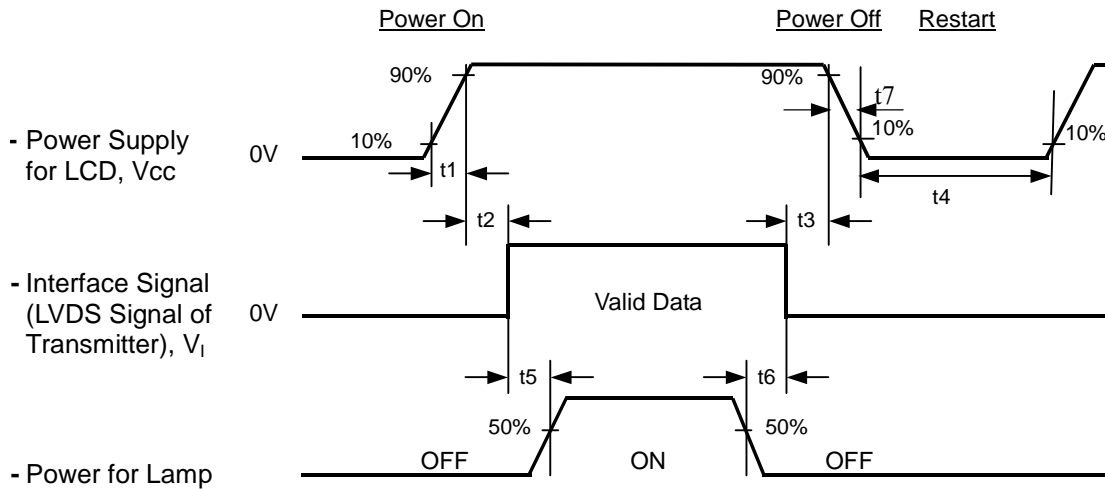 Power On
Power Off
Restart
90%
90%
t7
- Power Supply
for LCD, Vcc
0V
10%
t1
10%
10%
t4
t2
t3
- Interface Signal
(LVDS Signal of
Transmitter), VI
0V
Valid Data
t5
t6
50%
50%
- Power for Lamp
OFF
ON
OFF